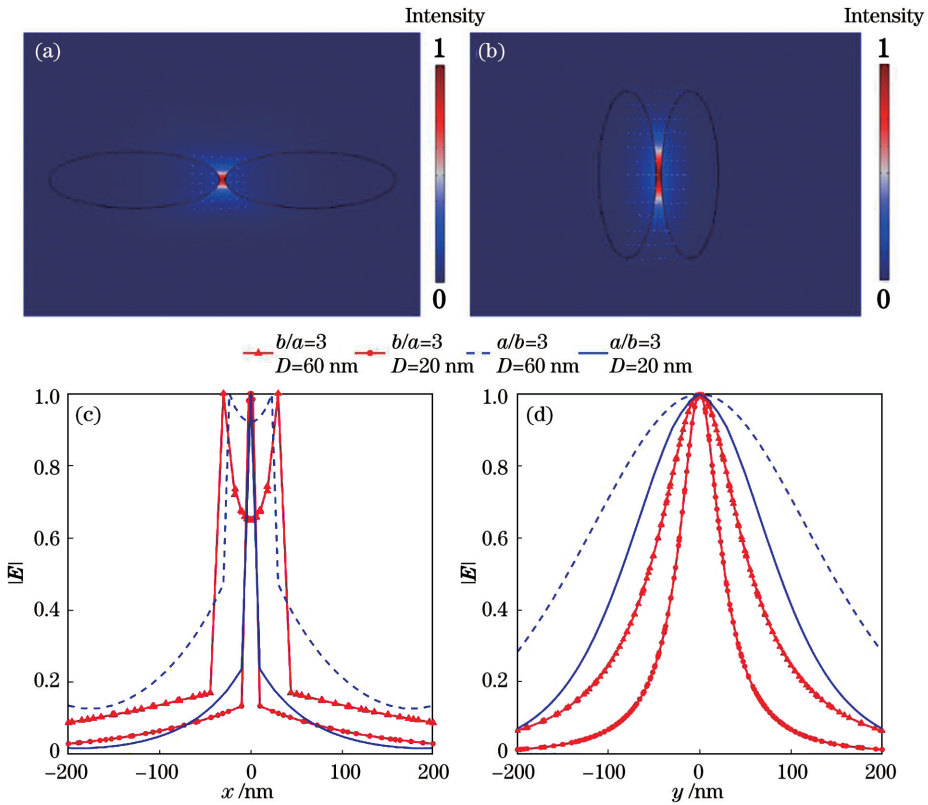 Intensity
Intensity
(a)
1
0
(b)
1
0
b/a=3
D=60 nm
b/a=3
D=20 nm
a/b=3
D=60 nm
a/b=3
D=20 nm
(c)
1.0
0.8
0.6
0.4
0.2
0
|E|
−200
−100
0
100
200
x /nm
(d)
1.0
0.8
0.6
0.4
0.2
0
|E|
−200
−100
0
100
200
y /nm